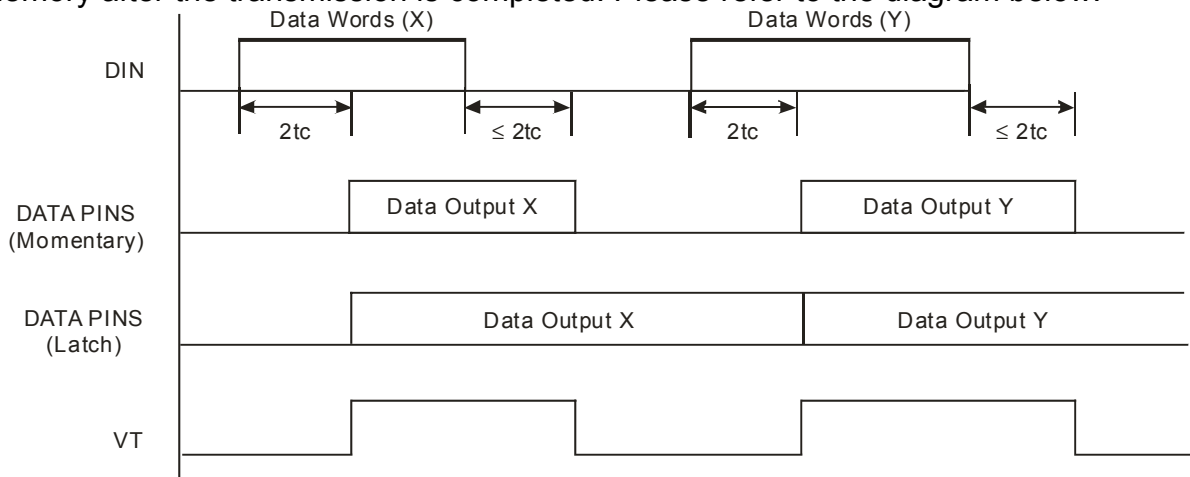 emory after the transmission is completed. Please refer to the diagram below.
Data Words (X) Data Words (Y)
DIN
2tc ≤ 2tc 2tc ≤ 2tc
DATA PINS
(Momentary)
Data Output X Data Output Y
DATA PINS
(Latch)
Data Output X Data Output Y
VT